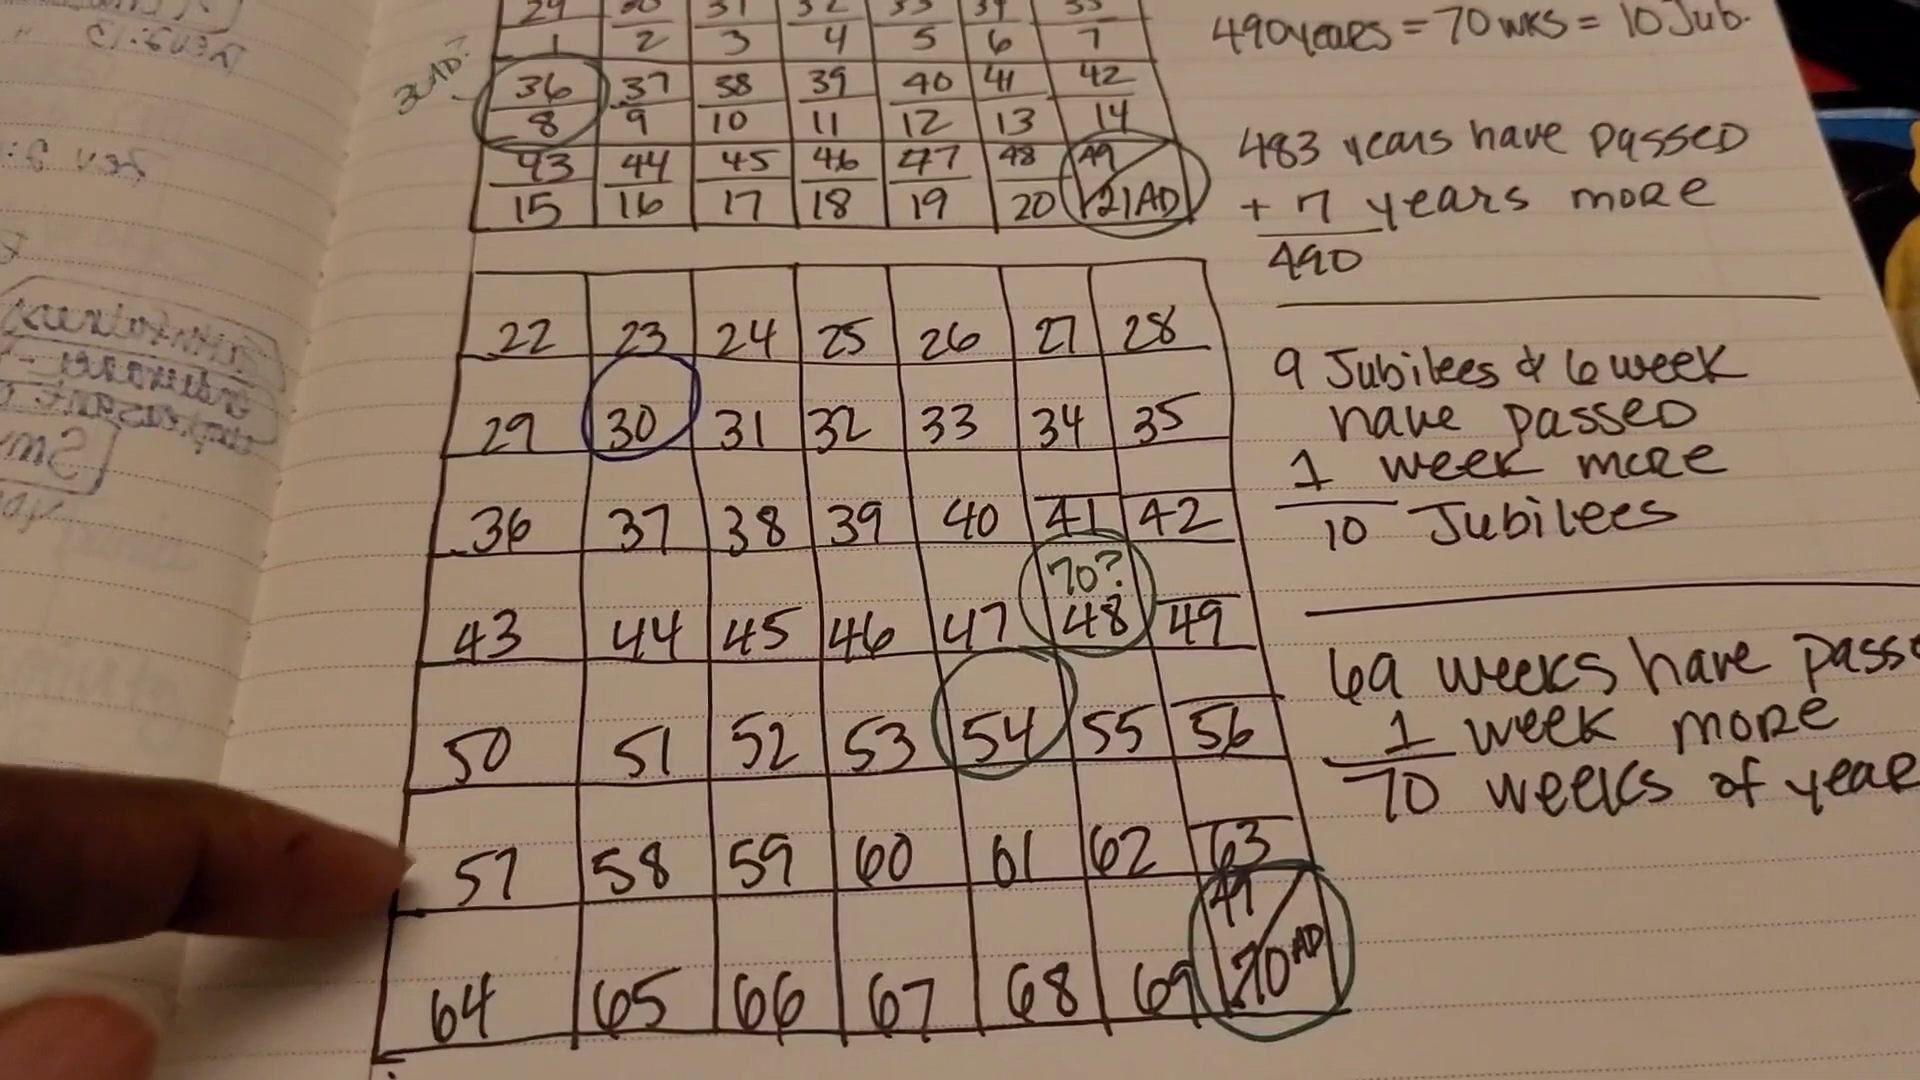 29 30 31 32 33 34 35
1 2 3 4 5 6 7
36 37 38 39 40 41 42
8 9 10 11 12 13 14
43 44 45 46 47 48 49
15 16 17 18 19 20 21AD
22 23 24 25 26 27 28
29 30 31 32 33 34 35
36 37 38 39 40 41 42
70?
43 44 45 46 47 48 49
50 51 52 53 54 55 56
57 58 59 60 61 62 63
49
64 65 66 67 68 69 70AD
490years = 70 wks = 10 Jub.
483 years have passed
+ 7 years more
490
9 Jubilees & 6 week
have passed
1 week more
10 Jubilees
69 weeks have passe
1 week more
70 weeks of year